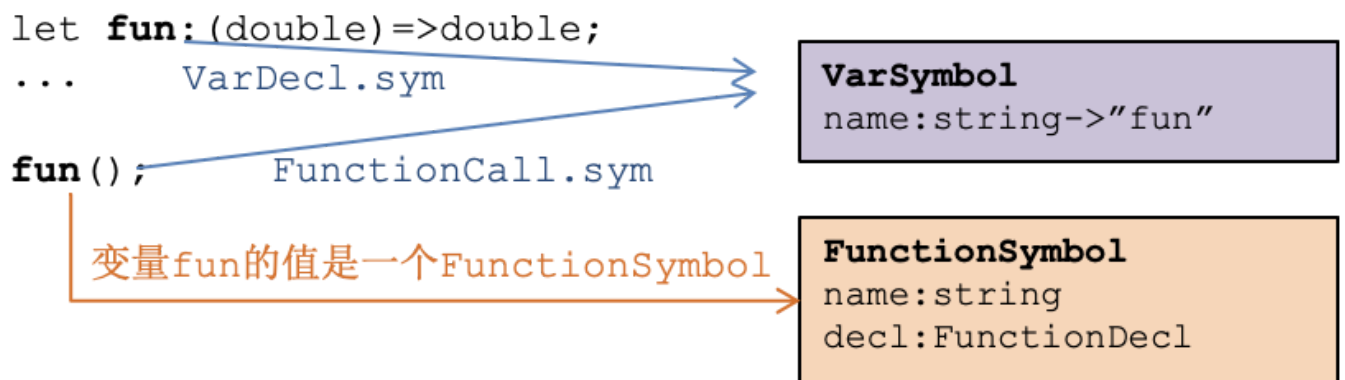 let fun:(double)=>double;
... VarDecl.sym
fun(); FunctionCall.sym
变量fun的值是一个FunctionSymbol
VarSymbol
name:string->”fun”
FunctionSymbol
name:string
decl:FunctionDecl